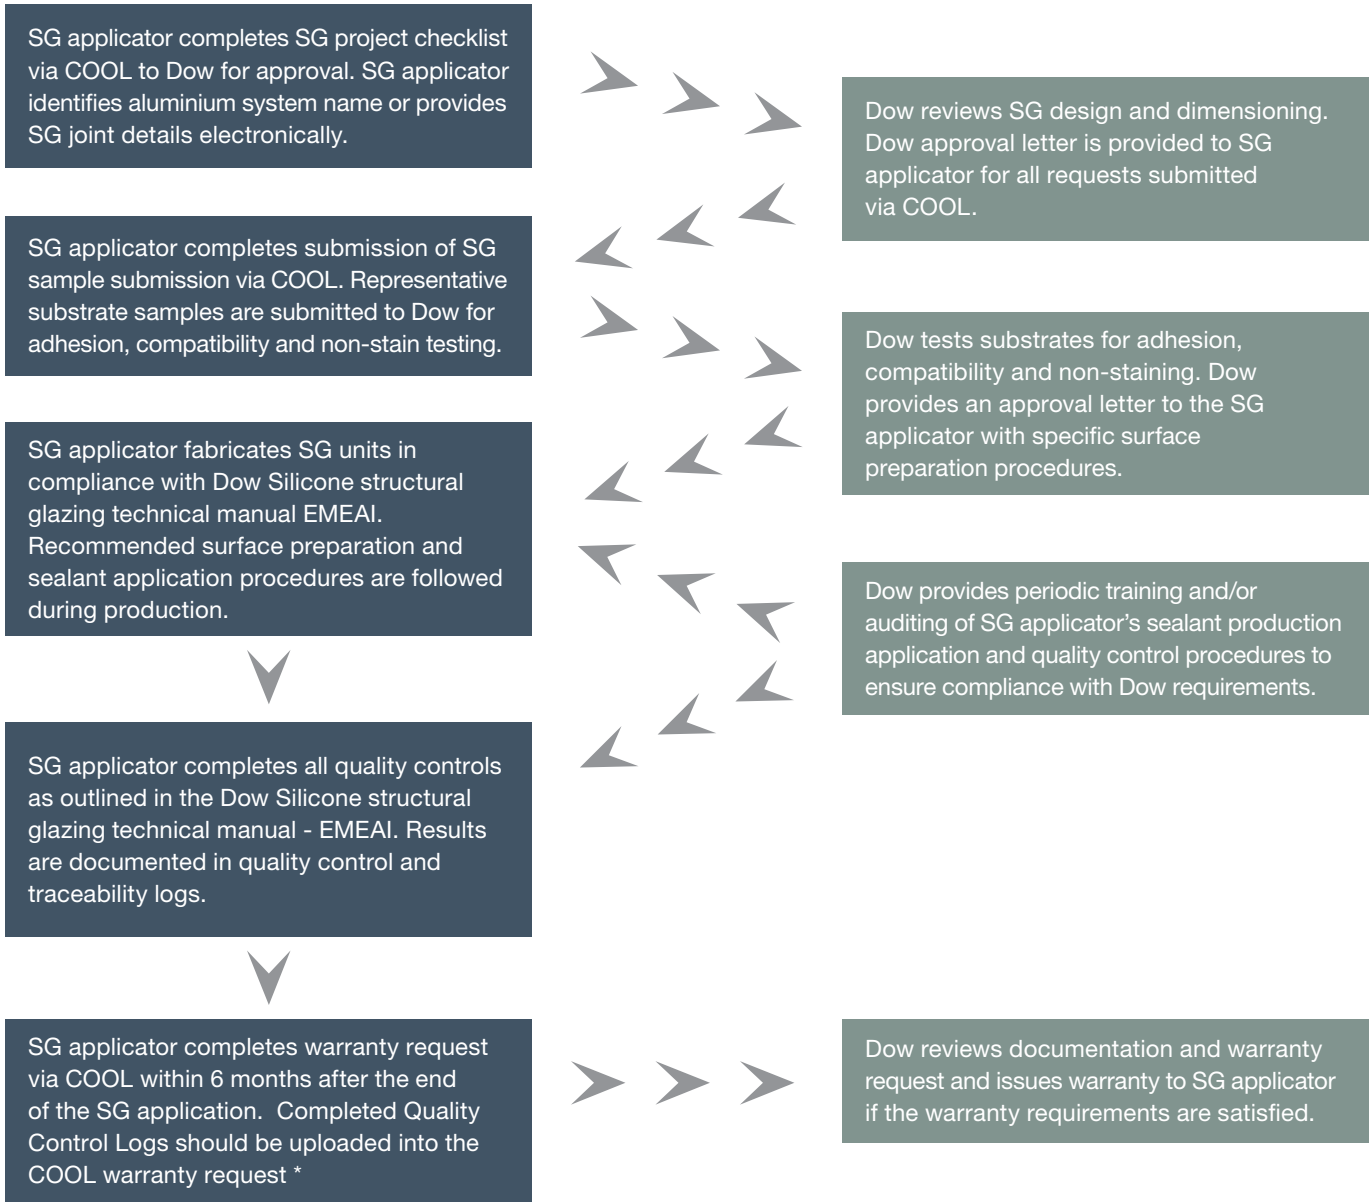 SG applicator completes SG project checklist
via COOL to Dow for approval. SG applicator
identifies aluminium system name or provides
SG joint details electronically.
Dow reviews SG design and dimensioning.
Dow approval letter is provided to SG
applicator for all requests submitted
via COOL.
SG applicator completes submission of SG
sample submission via COOL. Representative
substrate samples are submitted to Dow for
adhesion, compatibility and non-stain testing.
Dow tests substrates for adhesion,
compatibility and non-staining. Dow
provides an approval letter to the SG
applicator with specific surface
preparation procedures.
SG applicator fabricates SG units in
compliance with Dow Silicone structural
glazing technical manual EMEAI.
Recommended surface preparation and
sealant application procedures are followed
during production.
Dow provides periodic training and/or
auditing of SG applicator’s sealant production
application and quality control procedures to
ensure compliance with Dow requirements.
SG applicator completes all quality controls
as outlined in the Dow Silicone structural
glazing technical manual - EMEAI. Results
are documented in quality control and
traceability logs.
SG applicator completes warranty request
via COOL within 6 months after the end
of the SG application.  Completed Quality
Control Logs should be uploaded into the
COOL warranty request *
Dow reviews documentation and warranty
request and issues warranty to SG applicator
if the warranty requirements are satisfied.